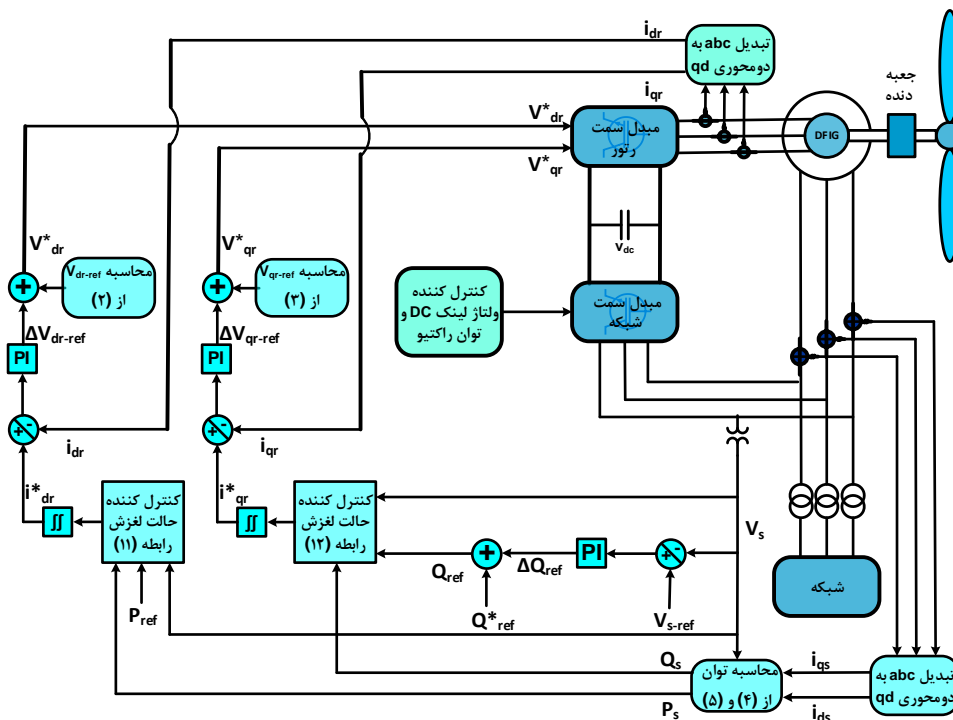 i_dr
تبدیل abc به
دومحوری qd
جعبه
دنده
i_qr
V*_dr
مبدل سمت
رتور
DFIG
V*_qr
V_dc
V*_dr
محاسبه V_dr-ref
از (۲)
V*_qr
محاسبه V_qr-ref
از (۳)
کنترل کننده
ولتاژ لینک DC و
توان راکتیو
مبدل سمت
شبکه
ΔV_dr-ref
ΔV_qr-ref
PI
PI
i_dr
i_qr
i*_dr
i*_qr
∫∫
کنترل کننده
حالت لغزش
رابطه (۱۱)
∫∫
کنترل کننده
حالت لغزش
رابطه (۱۲)
V_s
Q_ref
ΔQ_ref
PI
شبکه
P_ref
Q*_ref
V_s-ref
Q_s
محاسبه توان
از (۴) و (۵)
P_s
i_qs
i_ds
تبدیل abc به
دومحوری qd